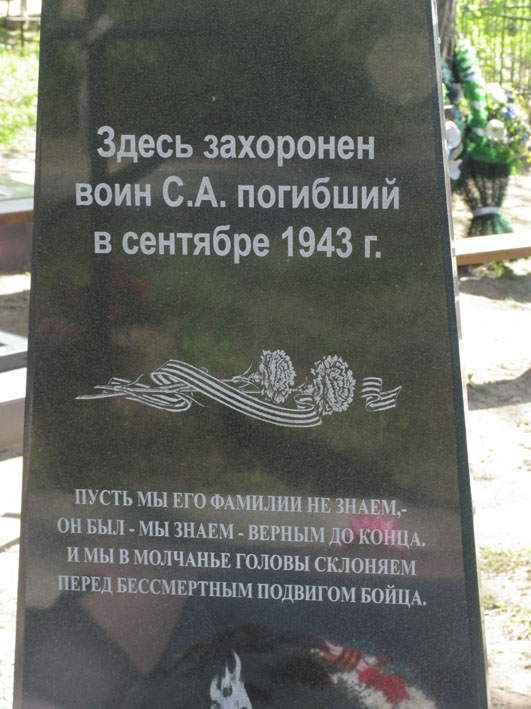 Здесь захоронен
воин С.А. погибший
в сентябре 1943 г.
ПУСТЬ МЫ ЕГО ФАМИЛИИ НЕ ЗНАЕМ,-
ОН БЫЛ - МЫ ЗНАЕМ - ВЕРНЫМ ДО КОНЦА.
И МЫ В МОЛЧАНЬЕ ГОЛОВЫ СКЛОНЯЕМ
ПЕРЕД БЕССМЕРТНЫМ ПОДВИГОМ БОЙЦА.